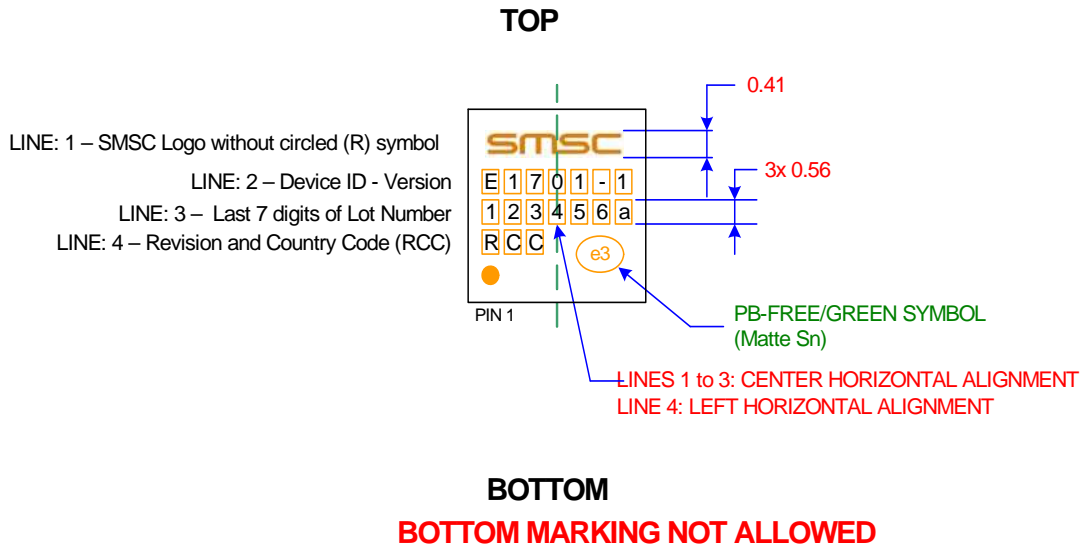 TOP
0.41
LINE: 1 – SMSC Logo without circled (R) symbol
SMSC
3x 0.56
LINE: 2 – Device ID - Version
E1701-1
LINE: 3 – Last 7 digits of Lot Number
123456a
LINE: 4 – Revision and Country Code (RCC)
RCC
e3
PIN 1
PB-FREE/GREEN SYMBOL
(Matte Sn)
LINES 1 to 3: CENTER HORIZONTAL ALIGNMENT
LINE 4: LEFT HORIZONTAL ALIGNMENT
BOTTOM
BOTTOM MARKING NOT ALLOWED